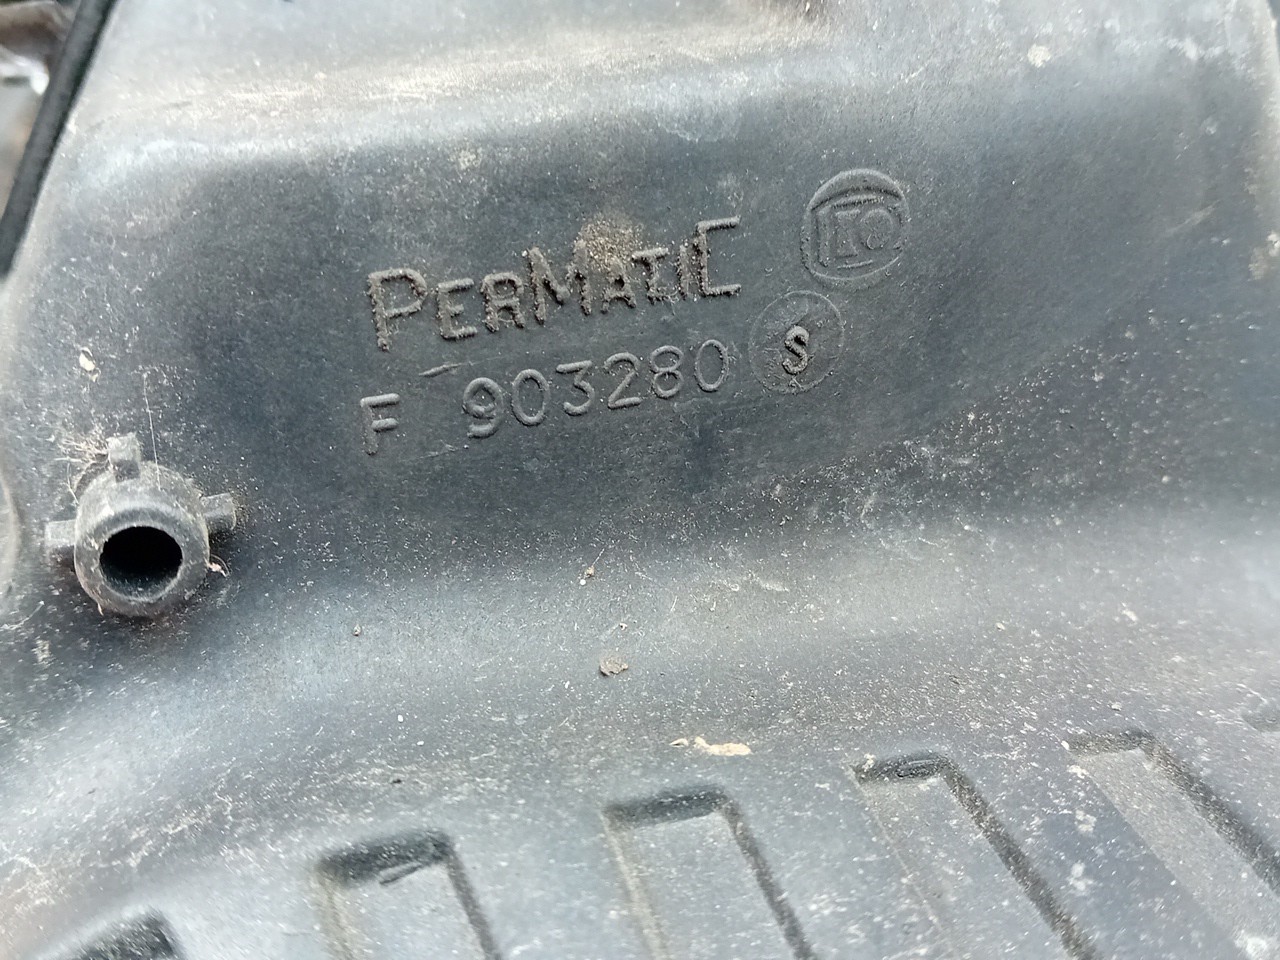 PERMATIC
F 903280 S